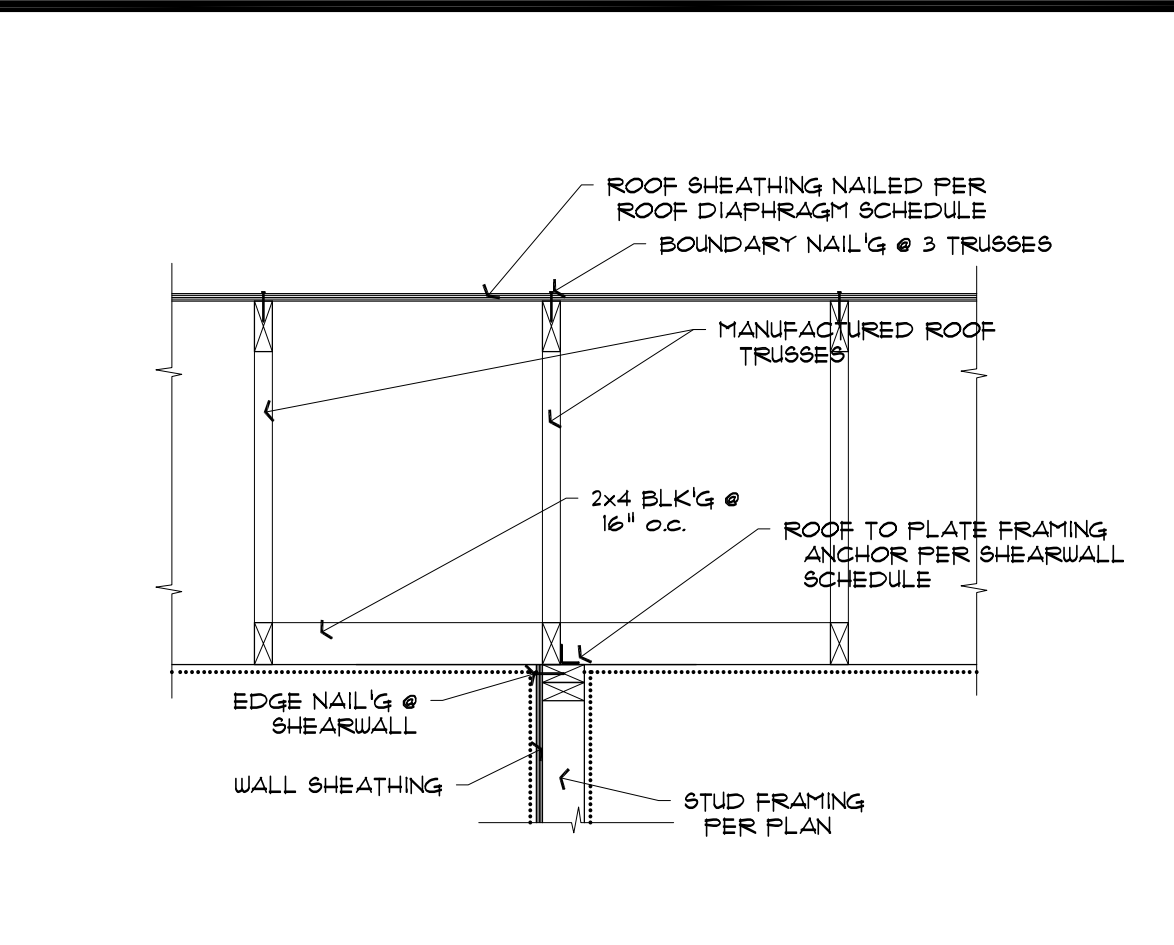 ROOF SHEATHING NAILED PER
ROOF DIAPHRAGM SCHEDULE
BOUNDARY NAIL'G @ 3 TRUSSES
MANUFACTURED ROOF
TRUSSES
2x4 BLK'G @
16" O.C.
ROOF TO PLATE FRAMING
ANCHOR PER SHEARWALL
SCHEDULE
EDGE NAIL'G @
SHEARWALL
WALL SHEATHING
STUD FRAMING
PER PLAN